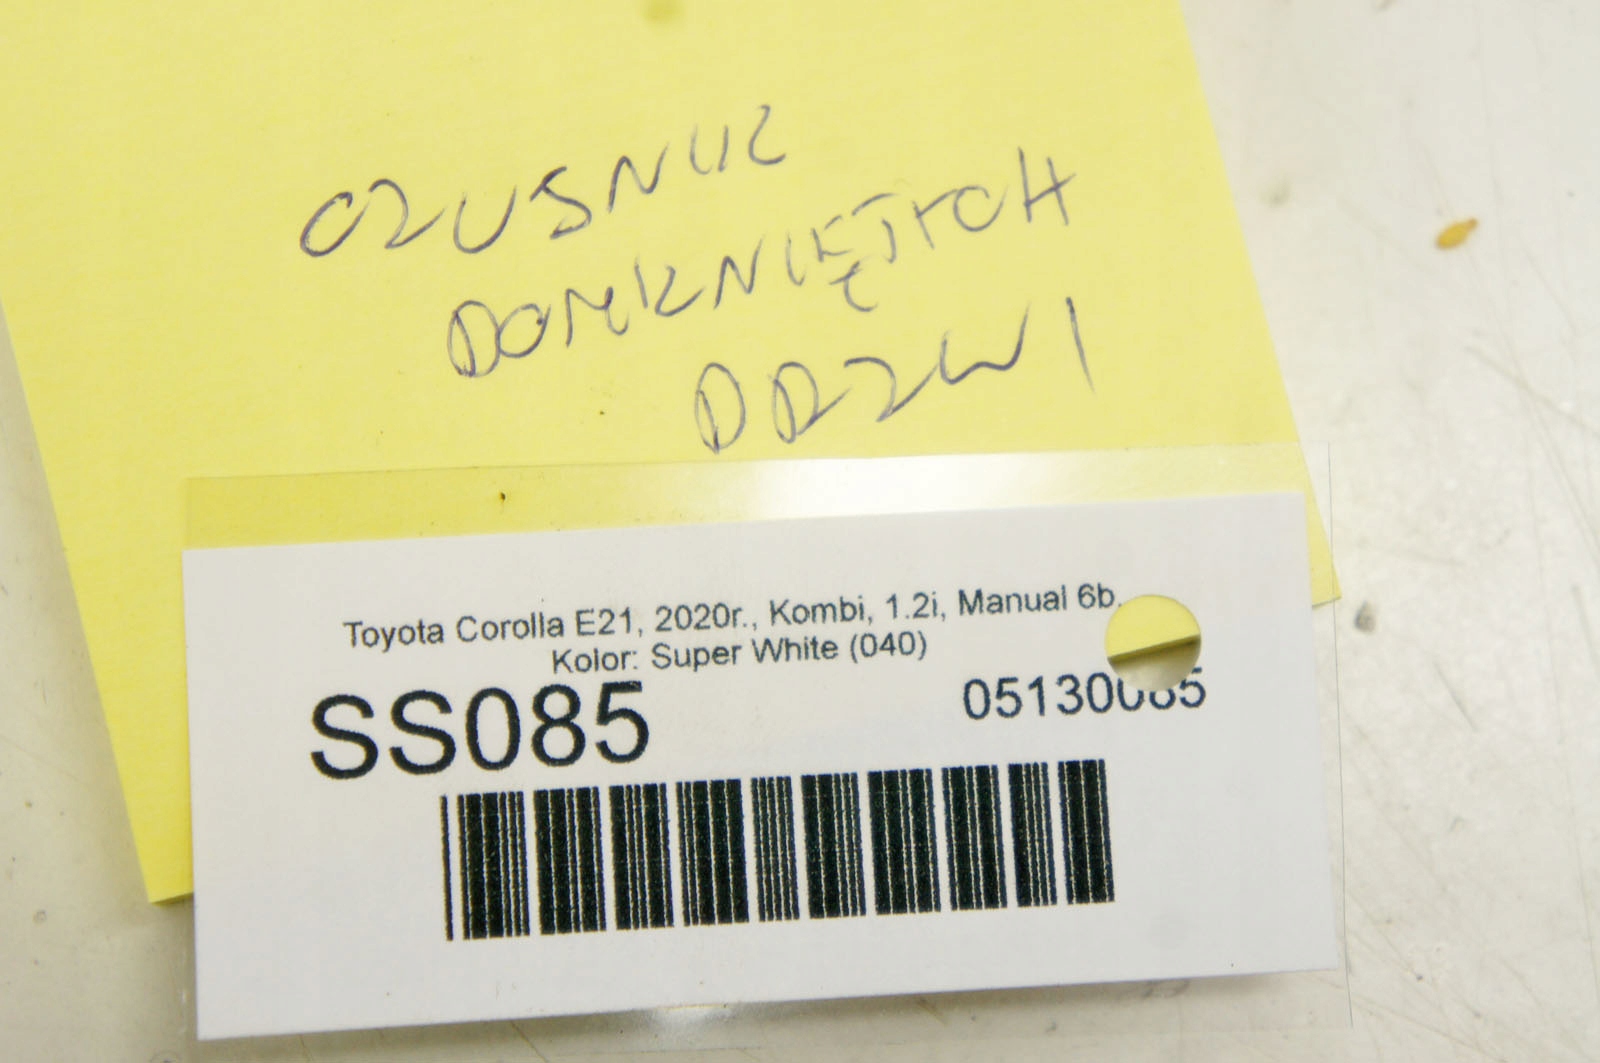 CZUJNIK
DOMKNIĘTYCH
DRZWI
Toyota Corolla E21, 2020r., Kombi, 1.2i, Manual 6b.
Kolor: Super White (040)
SS085
05130085